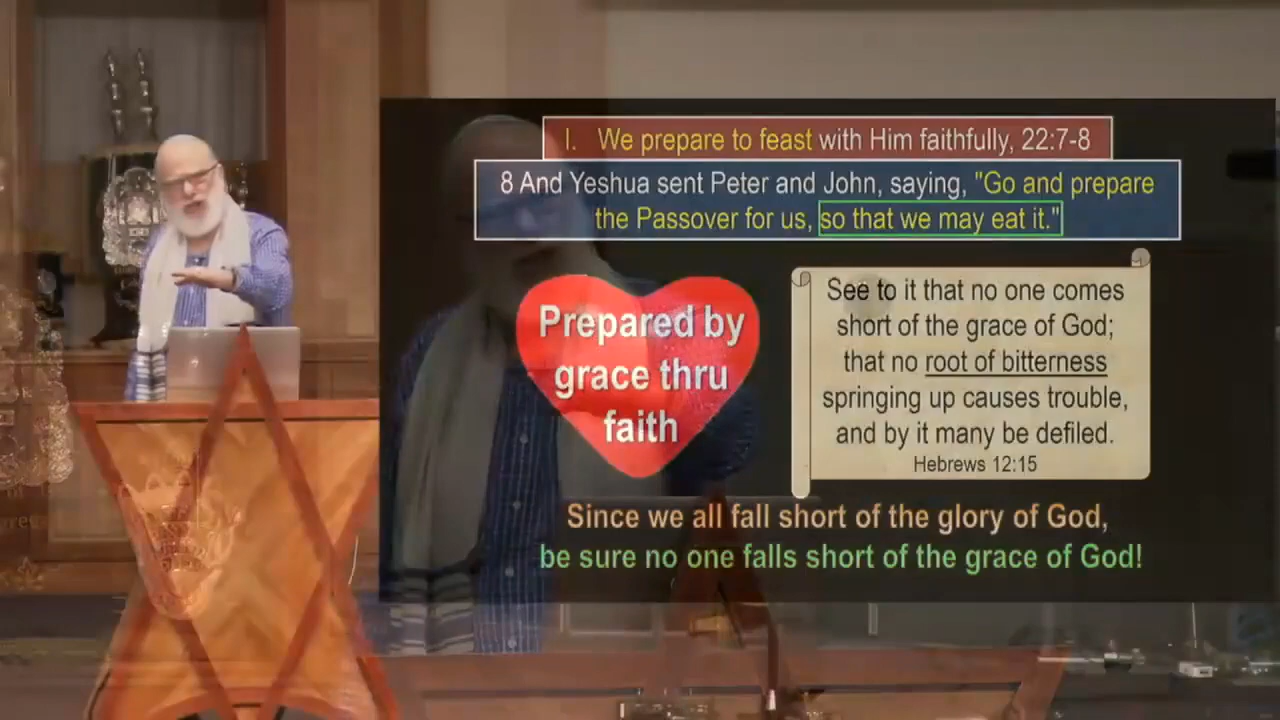 I. We prepare to feast with Him faithfully, 22:7-8
8 And Yeshua sent Peter and John, saying, "Go and prepare
the Passover for us, so that we may eat it."
Prepared by
grace thru
faith
See to it that no one comes
short of the grace of God;
that no root of bitterness
springing up causes trouble,
and by it many be defiled.
Hebrews 12:15
Since we all fall short of the glory of God,
be sure no one falls short of the grace of God!